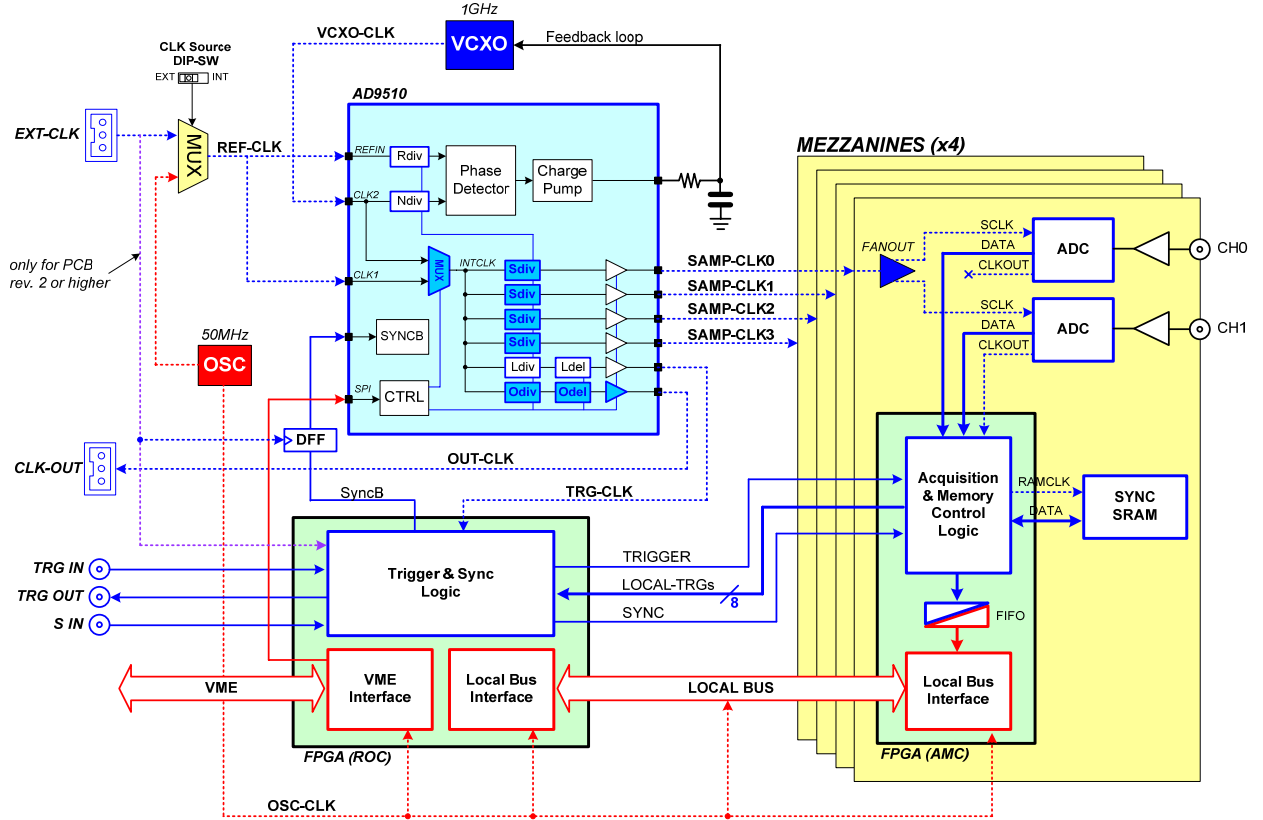 1GHz
VCXO-CLK
VCXO
Feedback loop
CLK Source
DIP-SW
EXT
INT
AD9510
EXT-CLK
MUX
REF-CLK
REFIN
Rdiv
Phase
Detector
Charge
Pump
CLK2
Ndiv
MEZZANINES (x4)
only for PCB
rev. 2 or higher
MUX
INTCLK
CLK1
Sdiv
Sdiv
Sdiv
Sdiv
Ldiv
Ldel
Odiv
Odel
SAMP-CLK0
SAMP-CLK1
SAMP-CLK2
SAMP-CLK3
FANOUT
SCLK
DATA
CLKOUT
ADC
CH0
SCLK
DATA
CLKOUT
ADC
CH1
50MHz
OSC
SYNCB
SPI
CTRL
DFF
CLK-OUT
OUT-CLK
SyncB
TRG-CLK
Acquisition
& Memory
Control
Logic
RAMCLK
DATA
SYNC
SRAM
TRG IN
TRG OUT
S IN
Trigger & Sync
Logic
TRIGGER
LOCAL-TRGs
8
SYNC
FIFO
VME
VME
Interface
Local Bus
Interface
LOCAL BUS
Local Bus
Interface
FPGA (ROC)
FPGA (AMC)
OSC-CLK